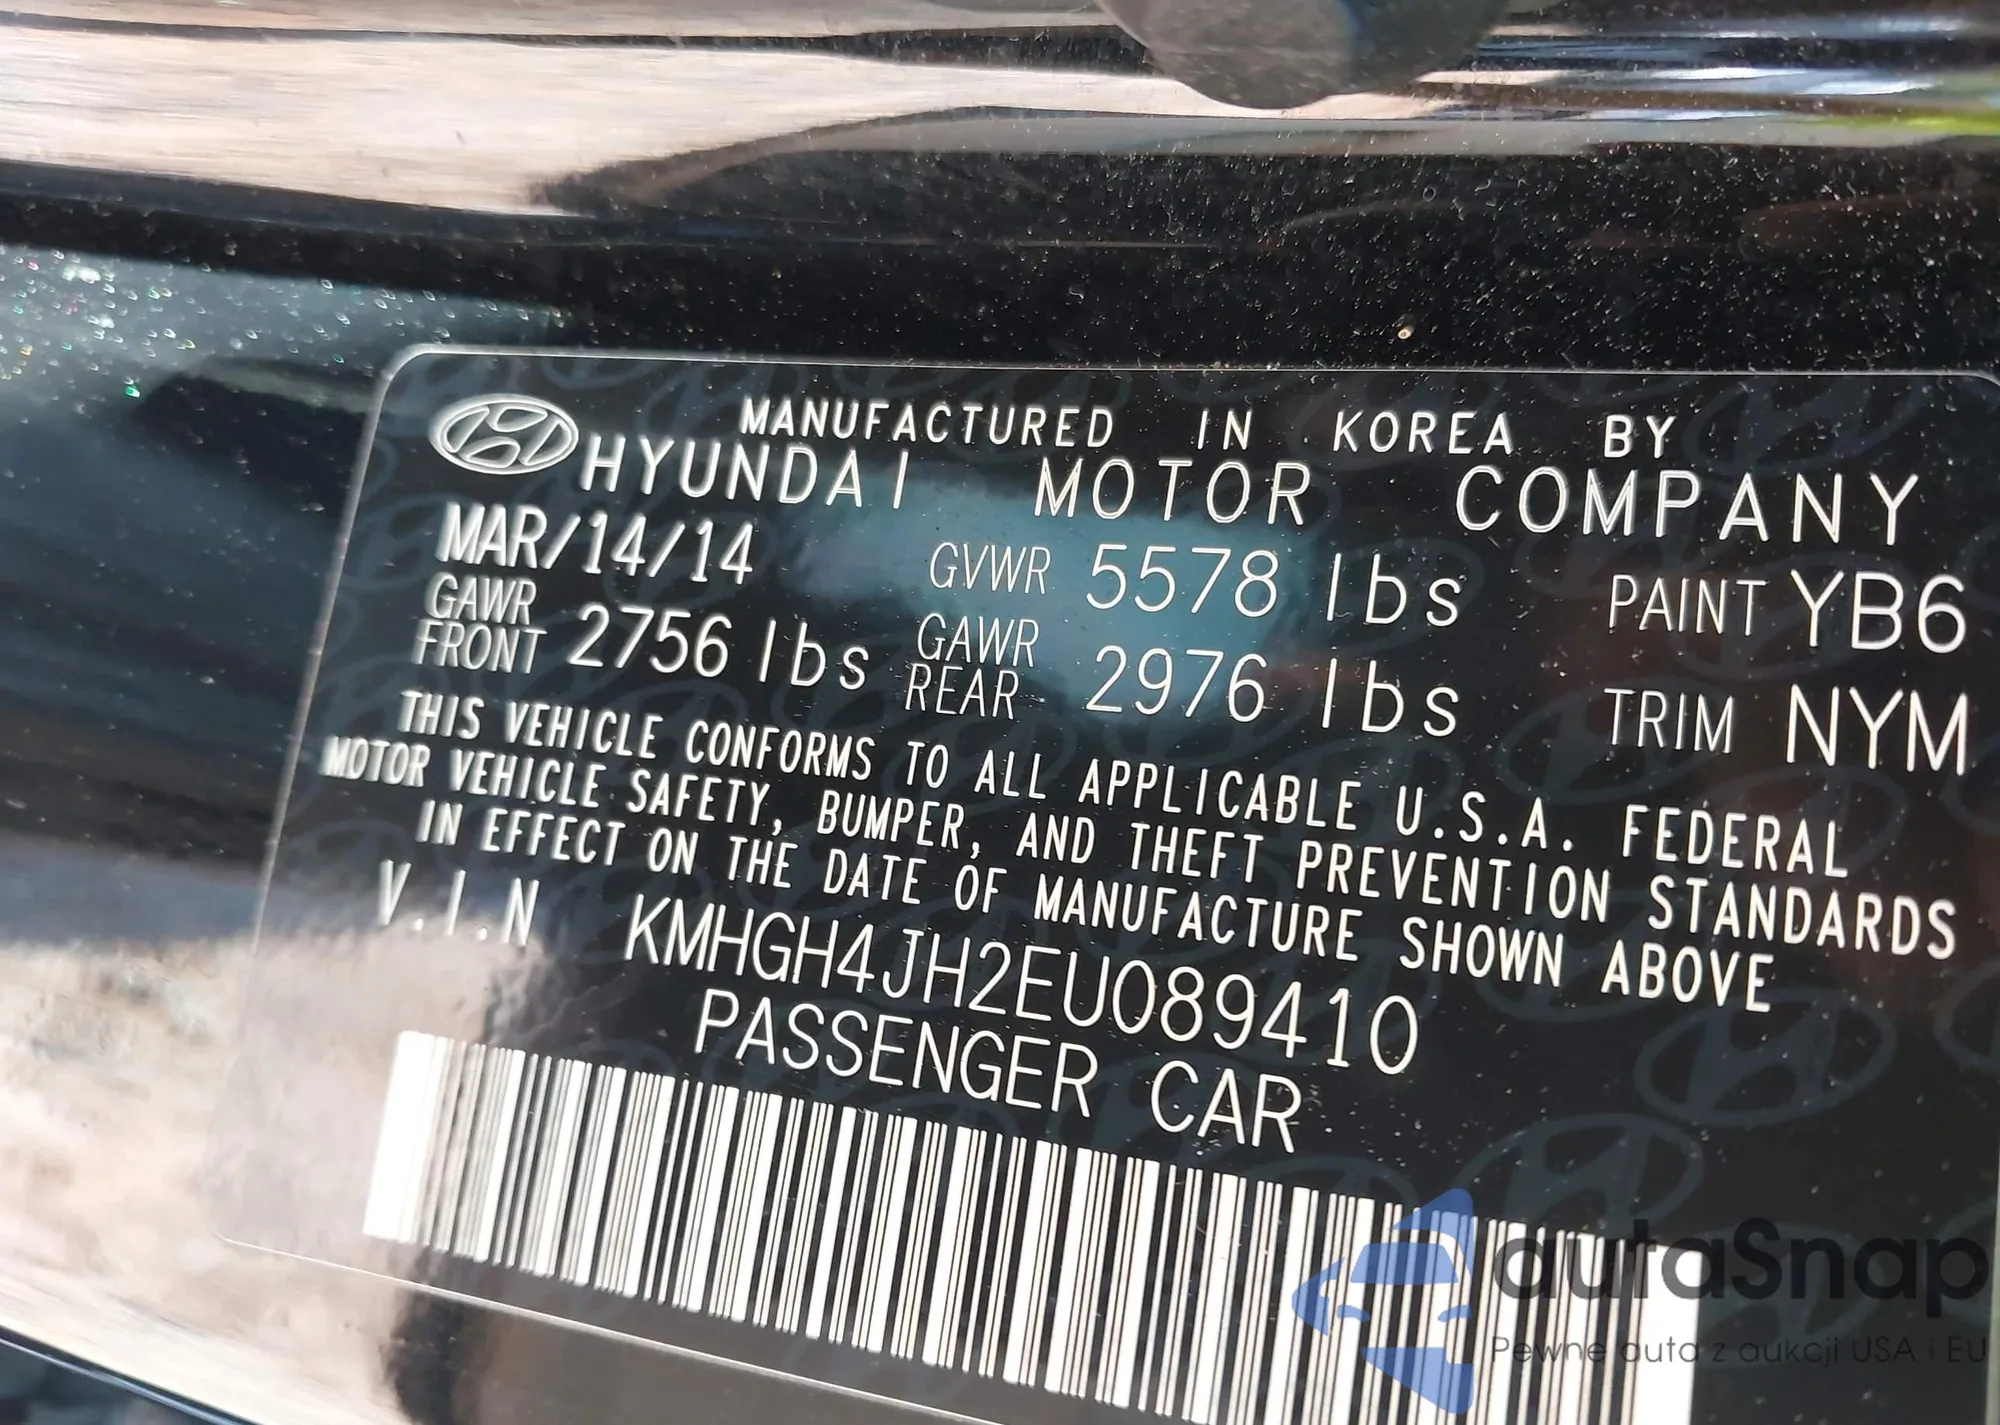 MANUFACTURED IN KOREA BY
HYUNDAI MOTOR COMPANY
MAR/14/14 GVWR 5578 lbs PAINT YB6
GAWR FRONT 2756 lbs GAWR REAR 2976 lbs TRIM NYM
THIS VEHICLE CONFORMS TO ALL APPLICABLE U.S.A. FEDERAL
MOTOR VEHICLE SAFETY, BUMPER, AND THEFT PREVENTION STANDARDS
IN EFFECT ON THE DATE OF MANUFACTURE SHOWN ABOVE
V.I.N KMHGH4JH2EU089410
PASSENGER CAR
autaSnap
Pewne auta z aukcji USA i EU